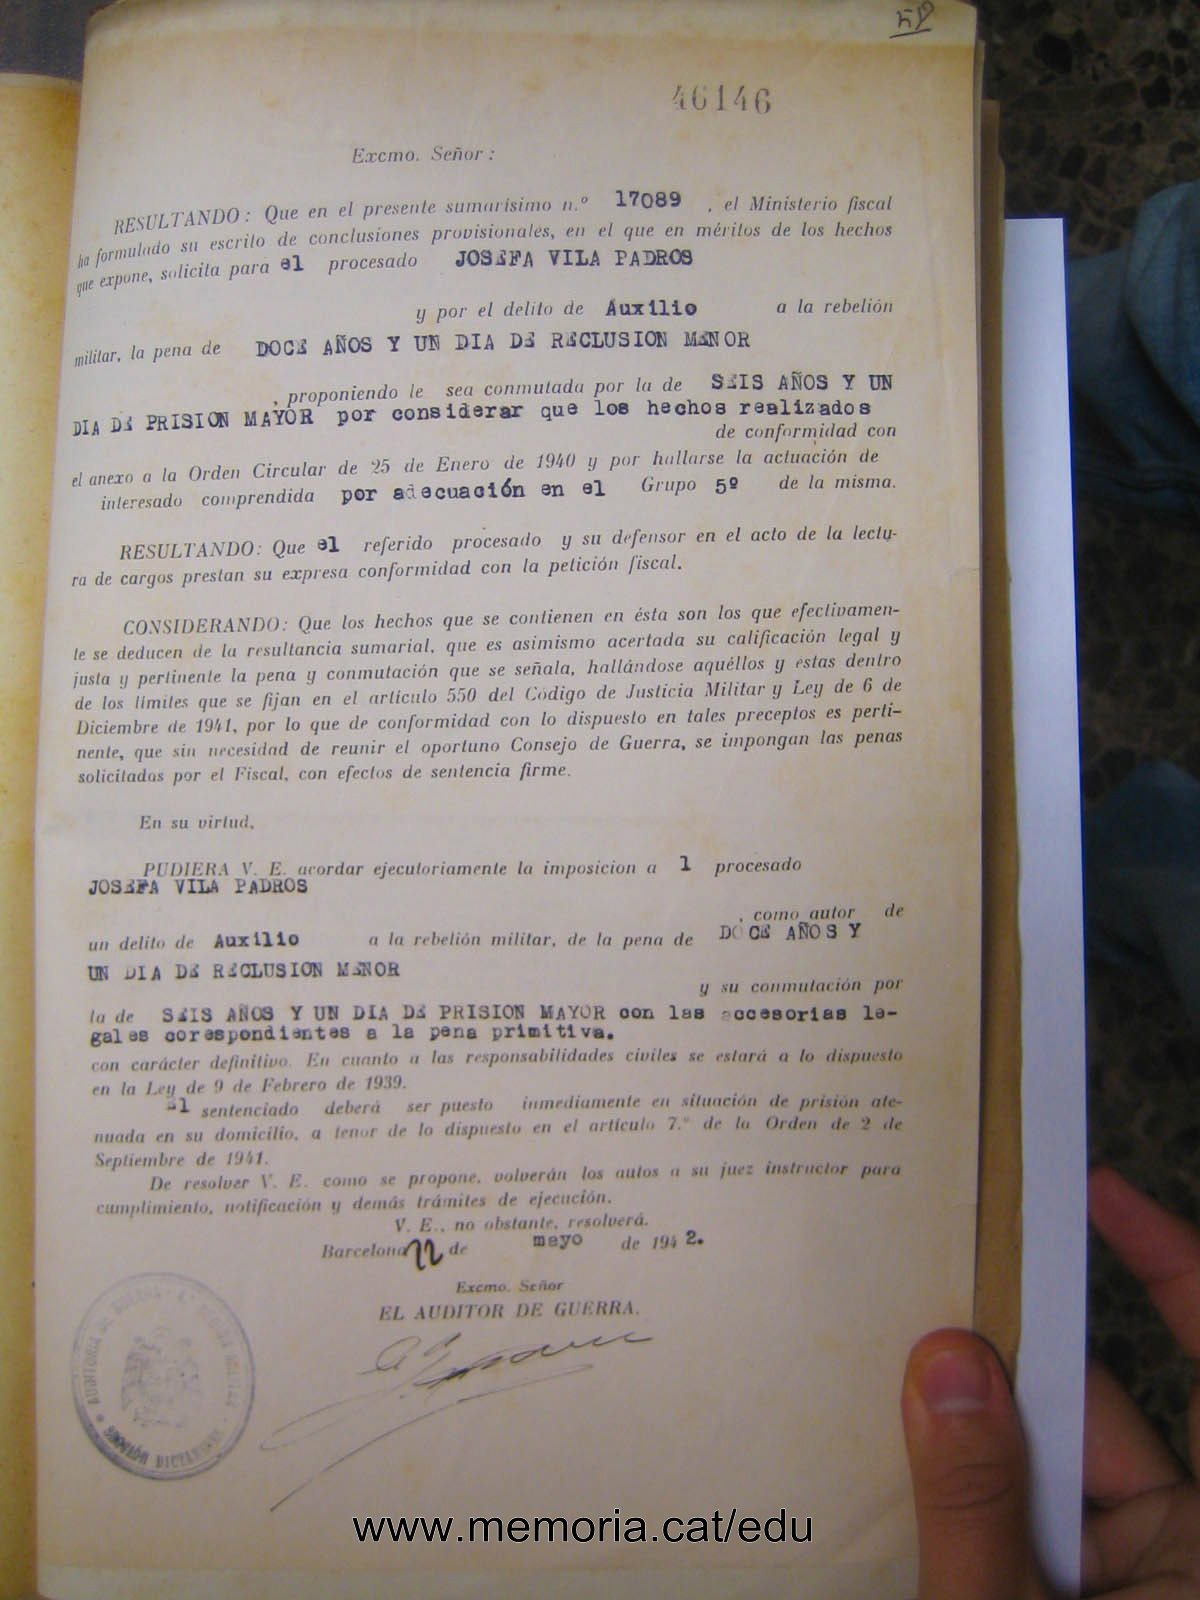 46146
Excmo. Señor:
RESULTANDO: Que en el presente sumarísimo n.º 17089, el Ministerio fiscal
ha formulado su escrito de conclusiones provisionales, en el que en méritos de los hechos
que expone, solicita para el procesado JOSEFA VILA PADROS
y por el delito de Auxilio a la rebelión
militar, la pena de DOCE AÑOS Y UN DIA DE RECLUSION MENOR
, proponiendo le sea conmutada por la de SEIS AÑOS Y UN
DIA DE PRISION MAYOR por considerar que los hechos realizados
de conformidad con
el anexo a la Orden Circular de 25 de Enero de 1940 y por hallarse la actuación de
interesado comprendida por adecuación en el Grupo 5º de la misma.
RESULTANDO: Que el referido procesado y su defensor en el acto de la lectu-
ra de cargos prestan su expresa conformidad con la petición fiscal.
CONSIDERANDO: Que los hechos que se contienen en ésta son los que efectivamen-
te se deducen de la resultancia sumarial, que es asimismo acertada su calificación legal y
justa y pertinente la pena y conmutación que se señala, hallándose aquéllos y éstas dentro
de los límites que se fijan en el artículo 550 del Código de Justicia Militar y Ley de 6 de
Diciembre de 1941, por lo que de conformidad con lo dispuesto en tales preceptos es perti-
nente, que sin necesidad de reunir el oportuno Consejo de Guerra, se impongan las penas
solicitadas por el Fiscal, con efectos de sentencia firme.
En su virtud,
PUDIERA V. E. acordar ejecutoriamente la imposicion a l procesado
JOSEFA VILA PADROS
, como autor de
un delito de Auxilio a la rebelión militar, de la pena de DOCE AÑOS Y
UN DIA DE RECLUSION MENOR
y su conmutación por
la de SEIS AÑOS Y UN DIA DE PRISION MAYOR con las accesorias le-
gales corespondientes a la pena primitiva.
con carácter definitivo. En cuanto a las responsabilidades civiles se estará a lo dispuesto
en la Ley de 9 de Febrero de 1939.
El sentenciado deberá ser puesto inmediamente en situación de prisión ate-
nuada en su domicilio, a tenor de lo dispuesto en el artículo 7.º de la Orden de 2 de
Septiembre de 1941.
De resolver V. E. como se propone, volverán los autos a su juez instructor para
cumplimiento, notificación y demás trámites de ejecución.
V. E., no obstante, resolverá.
Barcelona 22 de mayo de 1942.
Excmo. Señor
EL AUDITOR DE GUERRA.
AUDITORIA DE GUERRA
www.memoria.cat/edu